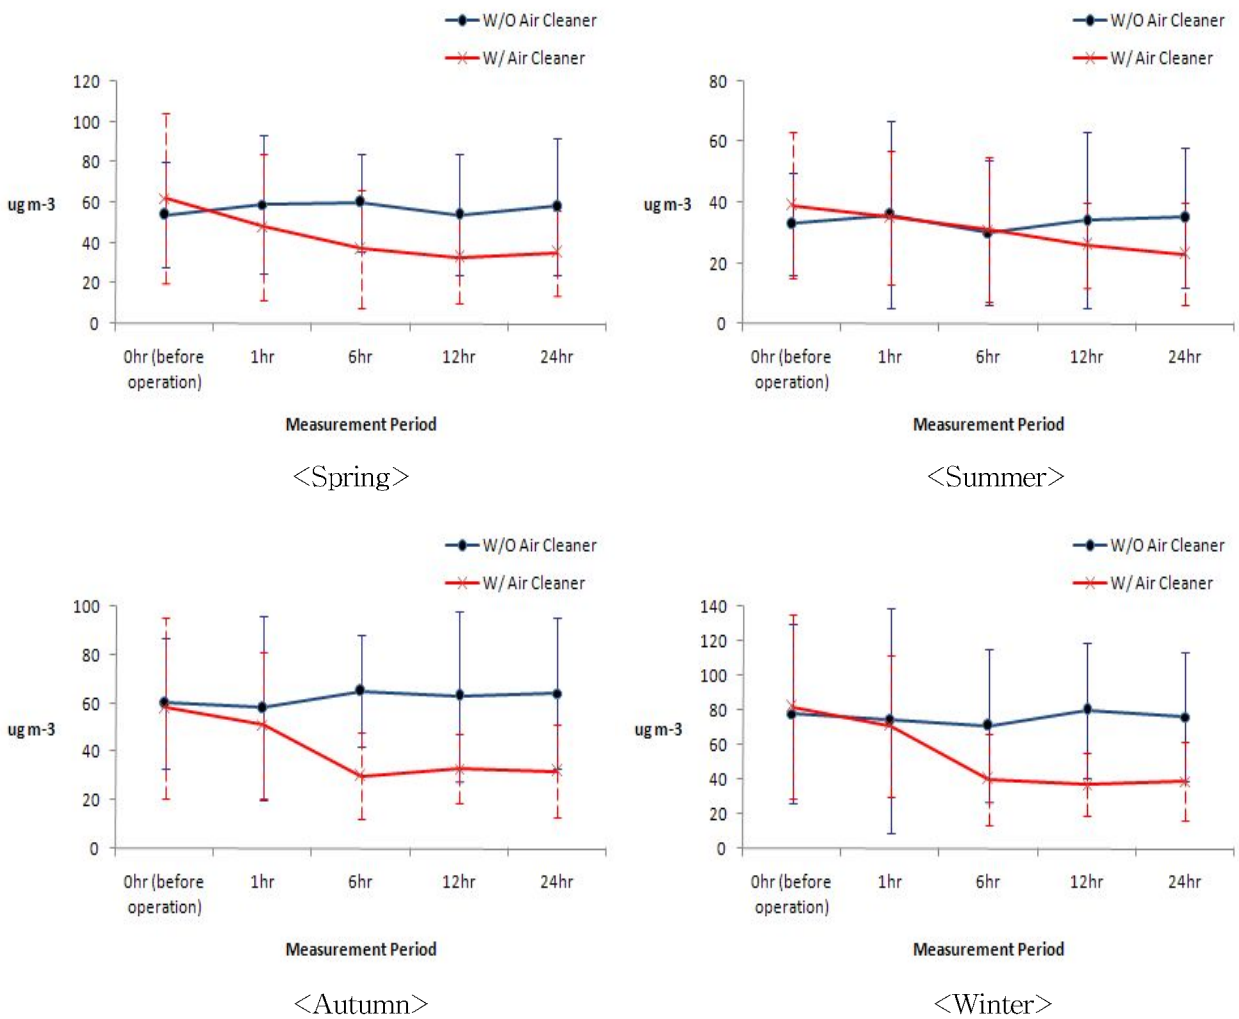 W/O Air Cleaner
W/ Air Cleaner
120
100
80
60
40
20
0
ug m-3
0hr (before operation)
1hr
6hr
12hr
24hr
Measurement Period
<Spring>
W/O Air Cleaner
W/ Air Cleaner
80
60
40
20
0
ug m-3
0hr (before operation)
1hr
6hr
12hr
24hr
Measurement Period
<Summer>
W/O Air Cleaner
W/ Air Cleaner
100
80
60
40
20
0
ug m-3
0hr (before operation)
1hr
6hr
12hr
24hr
Measurement Period
<Autumn>
W/O Air Cleaner
W/ Air Cleaner
140
120
100
80
60
40
20
0
ug m-3
0hr (before operation)
1hr
6hr
12hr
24hr
Measurement Period
<Winter>